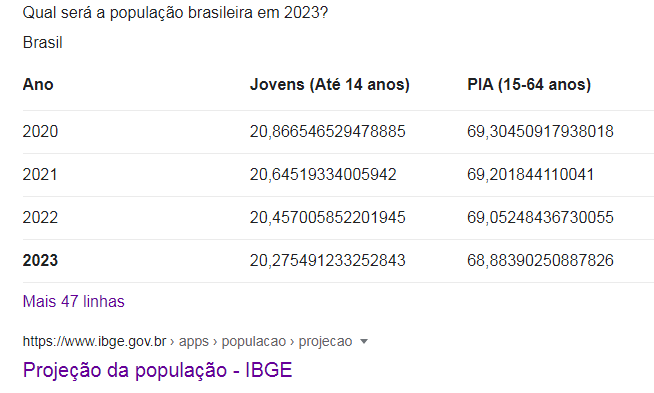 Qual será a população brasileira em 2023?
Brasil
Ano Jovens (Até 14 anos) PIA (15-64 anos)
2020 20,866546529478885 69,30450917938018
2021 20,64519334005942 69,201844110041
2022 20,457005852201945 69,05248436730055
2023 20,275491233252843 68,88390250887826
Mais 47 linhas
https://www.ibge.gov.br › apps › populacao › projecao
Projeção da população - IBGE